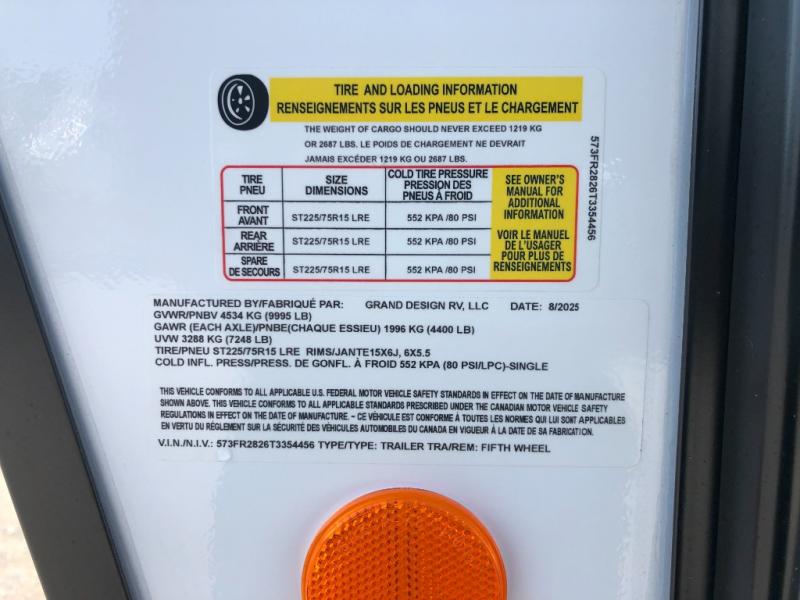 TIRE AND LOADING INFORMATION
RENSEIGNEMENTS SUR LES PNEUS ET LE CHARGEMENT
THE WEIGHT OF CARGO SHOULD NEVER EXCEED 1219 KG
OR 2687 LBS. LE POIDS DE CHARGEMENT NE DEVRAIT
JAMAIS EXCÉDER 1219 KG OU 2687 LBS.
TIRE
PNEU
SIZE
DIMENSIONS
COLD TIRE PRESSURE
PRESSION DES
PNEUS À FROID
FRONT
AVANT
ST225/75R15 LRE
552 KPA /80 PSI
REAR
ARRIÈRE
ST225/75R15 LRE
552 KPA /80 PSI
SPARE
DE SECOURS
ST225/75R15 LRE
552 KPA /80 PSI
SEE OWNER'S
MANUAL FOR
ADDITIONAL
INFORMATION
VOIR LE MANUEL
DE L'USAGER
POUR PLUS DE
RENSEIGNEMENTS
573FR2826T3354456
MANUFACTURED BY/FABRIQUÉ PAR: GRAND DESIGN RV, LLC DATE: 8/2025
GVWR/PNBV 4534 KG (9995 LB)
GAWR (EACH AXLE)/PNBE(CHAQUE ESSIEU) 1996 KG (4400 LB)
UVW 3288 KG (7248 LB)
TIRE/PNEU ST225/75R15 LRE RIMS/JANTE15X6J, 6X5.5
COLD INFL. PRESS/PRESS. DE GONFL. À FROID 552 KPA (80 PSI/LPC)-SINGLE
THIS VEHICLE CONFORMS TO ALL APPLICABLE U.S. FEDERAL MOTOR VEHICLE SAFETY STANDARDS IN EFFECT ON THE DATE OF MANUFACTURE
SHOWN ABOVE. THIS VEHICLE CONFORMS TO ALL APPLICABLE STANDARDS PRESCRIBED UNDER THE CANADIAN MOTOR VEHICLE SAFETY
REGULATIONS IN EFFECT ON THE DATE OF MANUFACTURE. ~ CE VÉHICULE EST CONFORME À TOUTES LES NORMES QUI LUI SONT APPLICABLES
EN VERTU DU RÈGLEMENT SUR LA SÉCURITÉ DES VÉHICULES AUTOMOBILES DU CANADA EN VIGUEUR À LA DATE DE SA FABRICATION.
V.I.N./N.I.V.: 573FR2826T3354456 TYPE/TYPE: TRAILER TRA/REM: FIFTH WHEEL